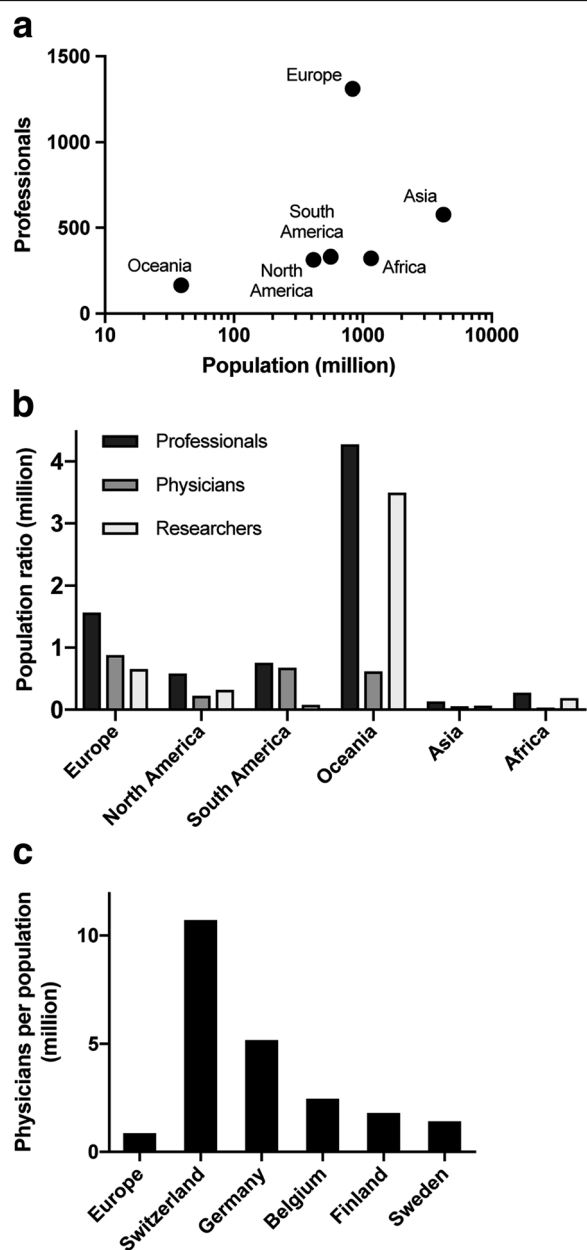 a
Professionals
1500
1000
500
0
Europe
Asia
South
America
Oceania
North
America
Africa
10
100
1000
10000
Population (million)
b
Population ratio (million)
4
3
2
1
0
Professionals
Physicians
Researchers
Europe
North America
South America
Oceania
Asia
Africa
c
Physicians per population
(million)
10
5
0
Europe
Switzerland
Germany
Belgium
Finland
Sweden